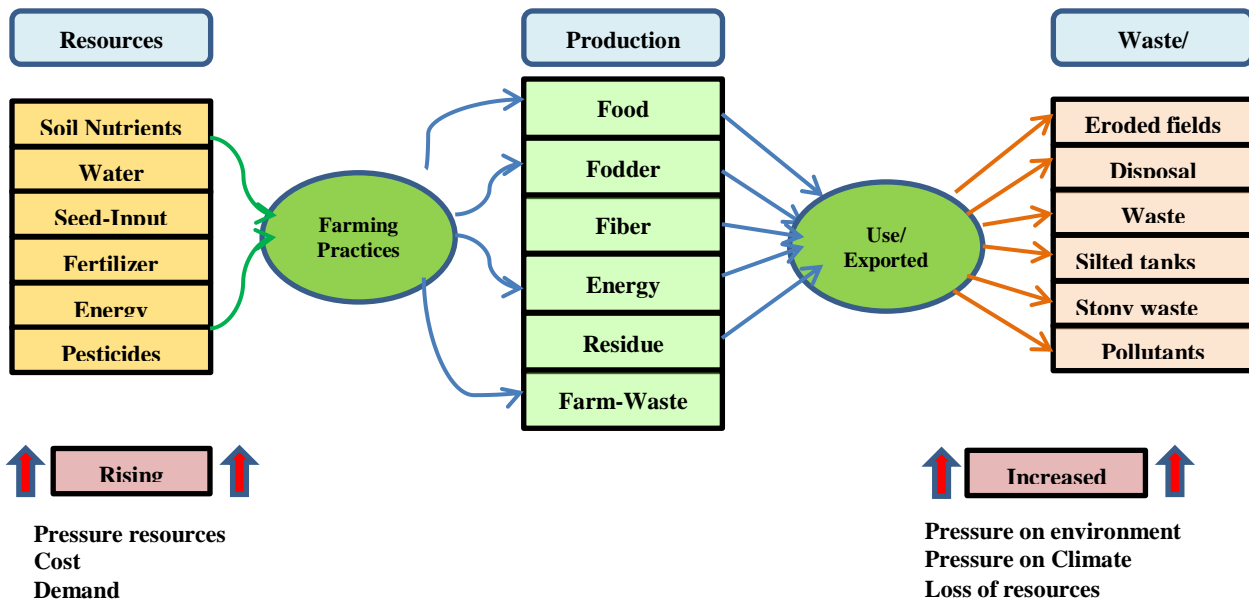 Resources
Production
Waste/
Soil Nutrients
Water
Seed-Input
Fertilizer
Energy
Pesticides
Farming
Practices
Food
Fodder
Fiber
Energy
Residue
Farm-Waste
Use/
Exported
Eroded fields
Disposal
Waste
Silted tanks
Stony waste
Pollutants
Rising
Pressure resources
Cost
Demand
Increased
Pressure on environment
Pressure on Climate
Loss of resources